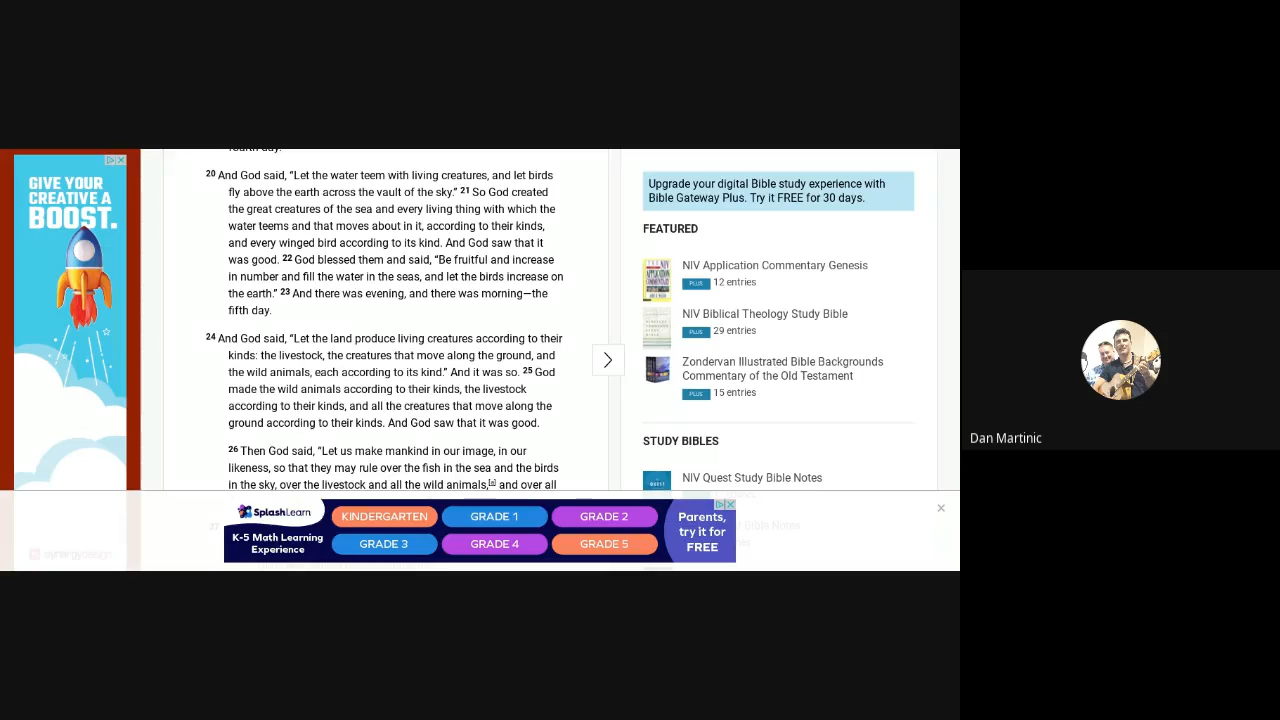 GIVE YOUR
CREATIVE A
BOOST.
synergydesign
fourth day.
20 And God said, “Let the water teem with living creatures, and let birds
fly above the earth across the vault of the sky.” 21 So God created
the great creatures of the sea and every living thing with which the
water teems and that moves about in it, according to their kinds,
and every winged bird according to its kind. And God saw that it
was good. 22 God blessed them and said, “Be fruitful and increase
in number and fill the water in the seas, and let the birds increase on
the earth.” 23 And there was evening, and there was morning—the
fifth day.
24 And God said, “Let the land produce living creatures according to their
kinds: the livestock, the creatures that move along the ground, and
the wild animals, each according to its kind.” And it was so. 25 God
made the wild animals according to their kinds, the livestock
according to their kinds, and all the creatures that move along the
ground according to their kinds. And God saw that it was good.
26 Then God said, “Let us make mankind in our image, in our
likeness, so that they may rule over the fish in the sea and the birds
in the sky, over the livestock and all the wild animals,[a] and over all
27
Upgrade your digital Bible study experience with
Bible Gateway Plus. Try it FREE for 30 days.
FEATURED
NIV Application Commentary Genesis
PLUS 12 entries
NIV Biblical Theology Study Bible
PLUS 29 entries
Zondervan Illustrated Bible Backgrounds
Commentary of the Old Testament
PLUS 15 entries
STUDY BIBLES
NIV Quest Study Bible Notes
Bible Notes
SplashLearn
K-5 Math Learning
Experience
KINDERGARTEN GRADE 1 GRADE 2
GRADE 3 GRADE 4 GRADE 5
Parents,
try it for
FREE
Dan Martinic